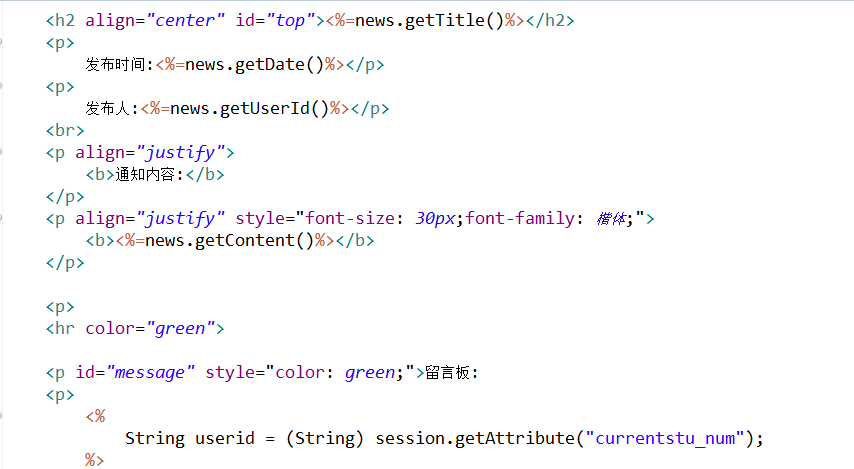 <h2 align="center" id="top"><%=news.getTitle()%></h2>
<p>
发布时间:<%=news.getDate()%></p>
<p>
发布人:<%=news.getUserId()%></p>
<br>
<p align="justify">
<b>通知内容:</b>
</p>
<p align="justify" style="font-size: 30px;font-family: 楷体;">
<b><%=news.getContent()%></b>
</p>
<p>
<hr color="green">
<p id="message" style="color: green;">留言板:
<p>
<%
String userid = (String) session.getAttribute("currentstu_num");
%>